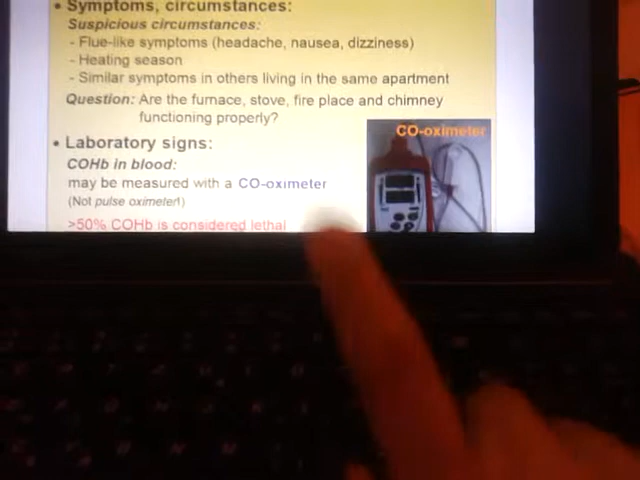 • Symptoms, circumstances:
Suspicious circumstances:
- Flue-like symptoms (headache, nausea, dizziness)
- Heating season
- Similar symptoms in others living in the same apartment
Question: Are the furnace, stove, fire place and chimney
functioning properly?
• Laboratory signs:
COHb in blood:
may be measured with a CO-oximeter
(Not pulse oximeter!)
>50% COHb is considered lethal
CO-oximeter